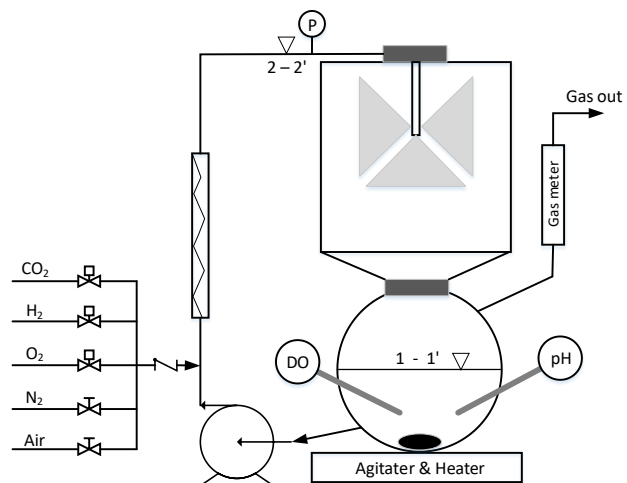 P
2 – 2'
Gas out
Gas meter
CO₂
H₂
O₂
N₂
Air
DO
1 - 1'
pH
Agitater & Heater